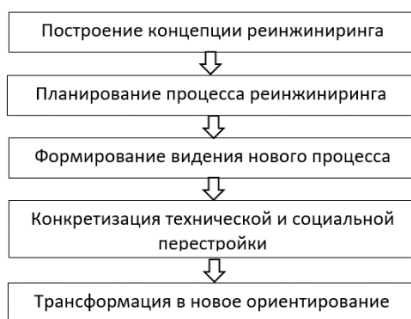 Построение концепции реинжиниринга
Планирование процесса реинжиниринга
Формирование видения нового процесса
Конкретизация технической и социальной
перестройки
Трансформация в новое ориентирование